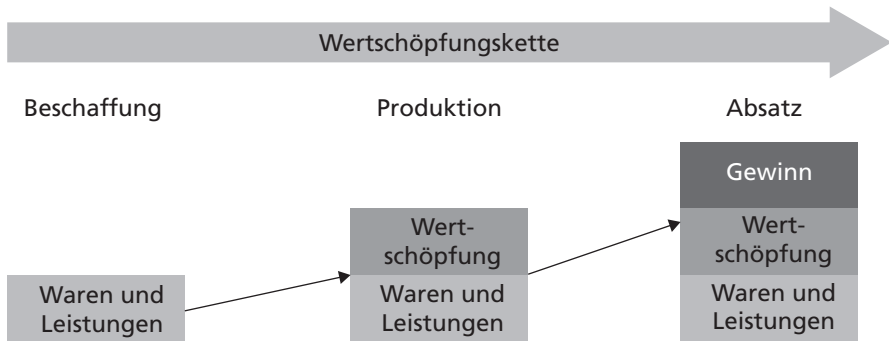 Wertschöpfungskette
Beschaffung
Produktion
Absatz
Gewinn
Wert-
schöpfung
Wert-
schöpfung
Waren und
Leistungen
Waren und
Leistungen
Waren und
Leistungen